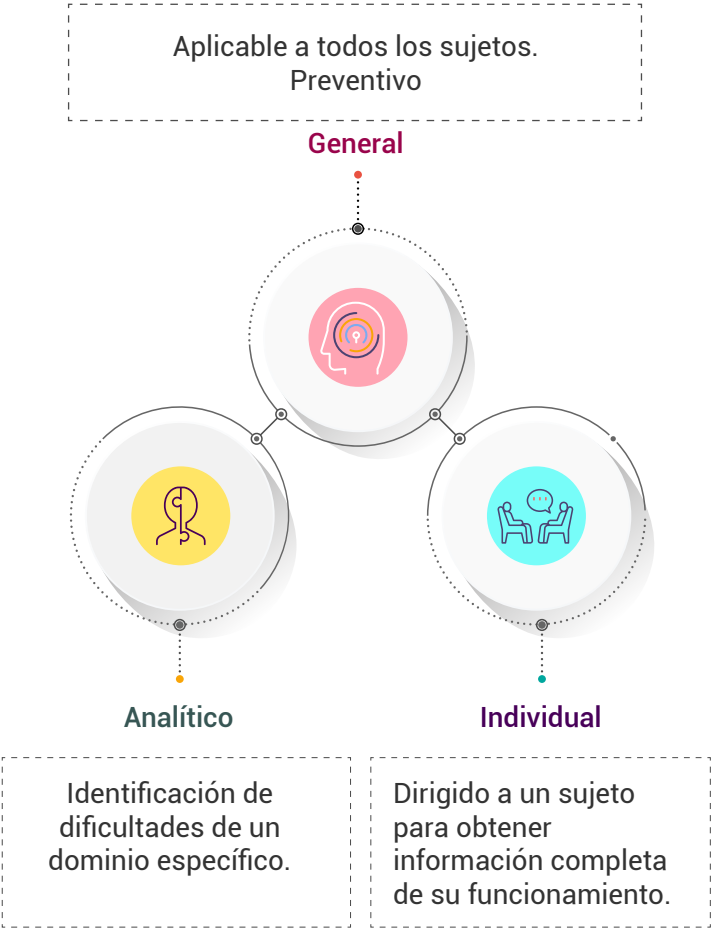 Aplicable a todos los sujetos.
Preventivo
General
Analítico
Identificación de
dificultades de un
dominio específico.
Individual
Dirigido a un sujeto
para obtener
información completa
de su funcionamiento.